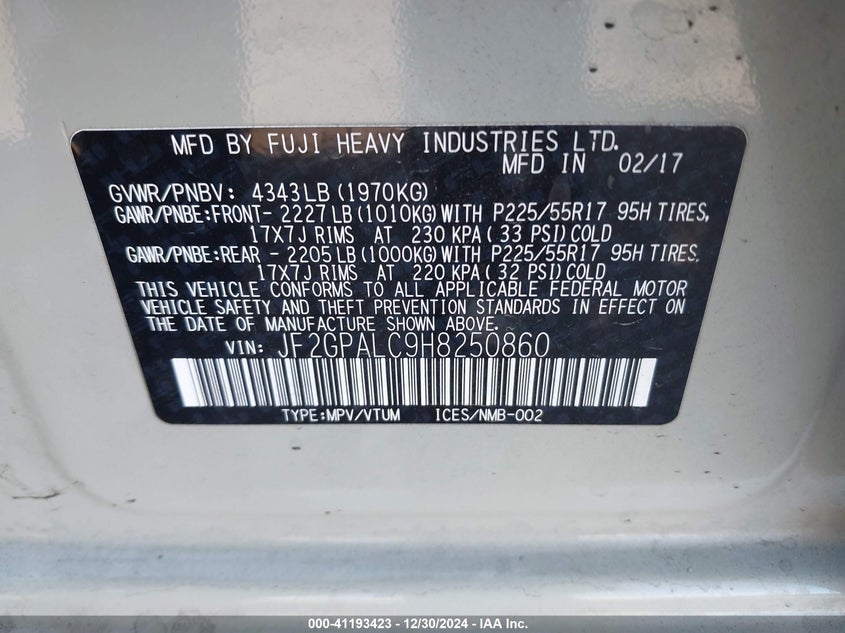 MFD BY FUJI HEAVY INDUSTRIES LTD.
MFD IN 02/17
GVWR/PNBV: 4343LB (1970KG)
GAWR/PNBE:FRONT- 2227 LB (1010KG) WITH P225/55R17 95H TIRES,
17X7J RIMS AT 230 KPA( 33 PSI) COLD
GAWR/PNBE:REAR - 2205 LB (1000KG) WITH P225/55R17 95H TIRES,
17X7J RIMS AT 220 KPA( 32 PSI) COLD
THIS VEHICLE CONFORMS TO ALL APPLICABLE FEDERAL MOTOR
VEHICLE SAFETY AND THEFT PREVENTION STANDARDS IN EFFECT ON
THE DATE OF MANUFACTURE SHOWN ABOVE.
VIN: JF2GPALC9H8250860
TYPE:MPV/VTUM ICES/NMB-002
000-41193423 - 12/30/2024 - IAA Inc.